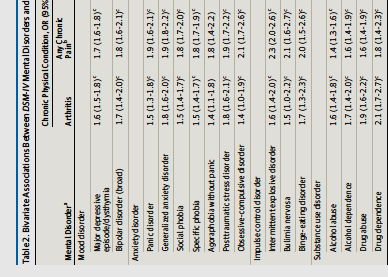 Table 2. Bivariate Associations Between DSM-IV Mental Disorders and
Chronic Physical Condition, OR (95%
Any Chronic
Mental Disorderᵃ Arthritis Painᵇ
Mood disorder
Major depressive 1.6 (1.5-1.8)ᶜ 1.7 (1.6-1.8)ᶜ
episode/dysthymia
Bipolar disorder (broad) 1.7 (1.4-2.0)ᶜ 1.8 (1.6-2.1)ᶜ
Anxiety disorder
Panic disorder 1.5 (1.3-1.8)ᶜ 1.9 (1.6-2.1)ᶜ
Generalized anxiety disorder 1.8 (1.6-2.0)ᶜ 1.9 (1.8-2.2)ᶜ
Social phobia 1.5 (1.4-1.7)ᶜ 1.8 (1.7-2.0)ᶜ
Specific phobia 1.5 (1.4-1.7)ᶜ 1.8 (1.7-1.9)ᶜ
Agoraphobia without panic 1.4 (1.1-1.8) 1.8 (1.4-2.2)
Posttraumatic stress disorder 1.8 (1.6-2.1)ᶜ 1.9 (1.7-2.2)ᶜ
Obsessive-compulsive disorder 1.4 (1.0-1.9)ᶜ 2.1 (1.7-2.6)ᶜ
Impulse control disorder
Intermittent explosive disorder 1.6 (1.4-2.0)ᶜ 2.3 (2.0-2.6)ᶜ
Bulimia nervosa 1.5 (1.0-2.2)ᶜ 2.1 (1.6-2.7)ᶜ
Binge-eating disorder 1.7 (1.3-2.3)ᶜ 2.0 (1.5-2.6)ᶜ
Substance use disorder
Alcohol abuse 1.6 (1.4-1.8)ᶜ 1.4 (1.3-1.6)ᶜ
Alcohol dependence 1.7 (1.4-2.0)ᶜ 1.6 (1.4-1.9)ᶜ
Drug abuse 1.9 (1.6-2.2)ᶜ 1.6 (1.4-1.9)ᶜ
Drug dependence 2.1 (1.7-2.7)ᶜ 1.8 (1.4-2.3)ᶜ